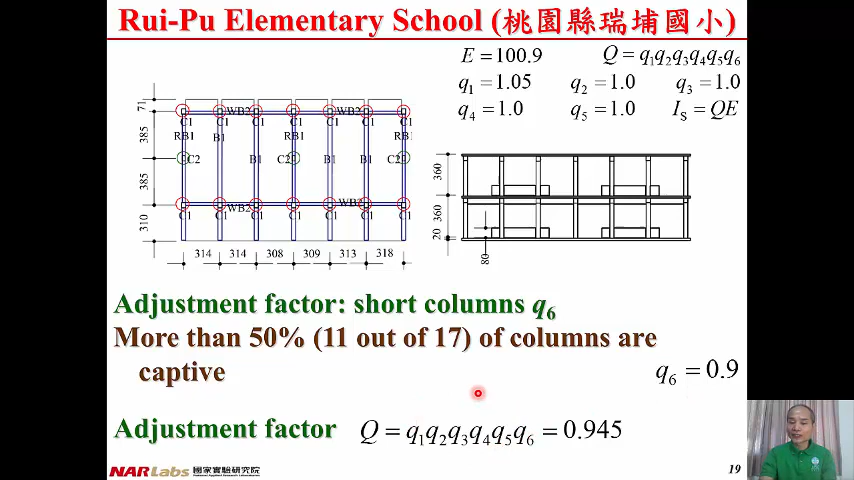 Rui-Pu Elementary School (桃園縣瑞埔國小)
E = 100.9 Q = q₁q₂q₃q₄q₅q₆
q₁ = 1.05 q₂ = 1.0 q₃ = 1.0
q₄ = 1.0 q₅ = 1.0 I_S = QE
71
WB2 WB2
C1 C1 C1 C1 C1 C1 C1
385
RB1 B1 RB1 RB1
C2 B1 C2 B1 B1 C2
385
WB2 WB2
C1 C1 C1 C1 C1 C1 C1
310
314 314 308 309 313 318
360
360
20
80
Adjustment factor: short columns q₆
More than 50% (11 out of 17) of columns are
captive
q₆ = 0.9
Adjustment factor Q = q₁q₂q₃q₄q₅q₆ = 0.945
NARLabs 國家實驗研究院
National Applied Research Laboratories
19